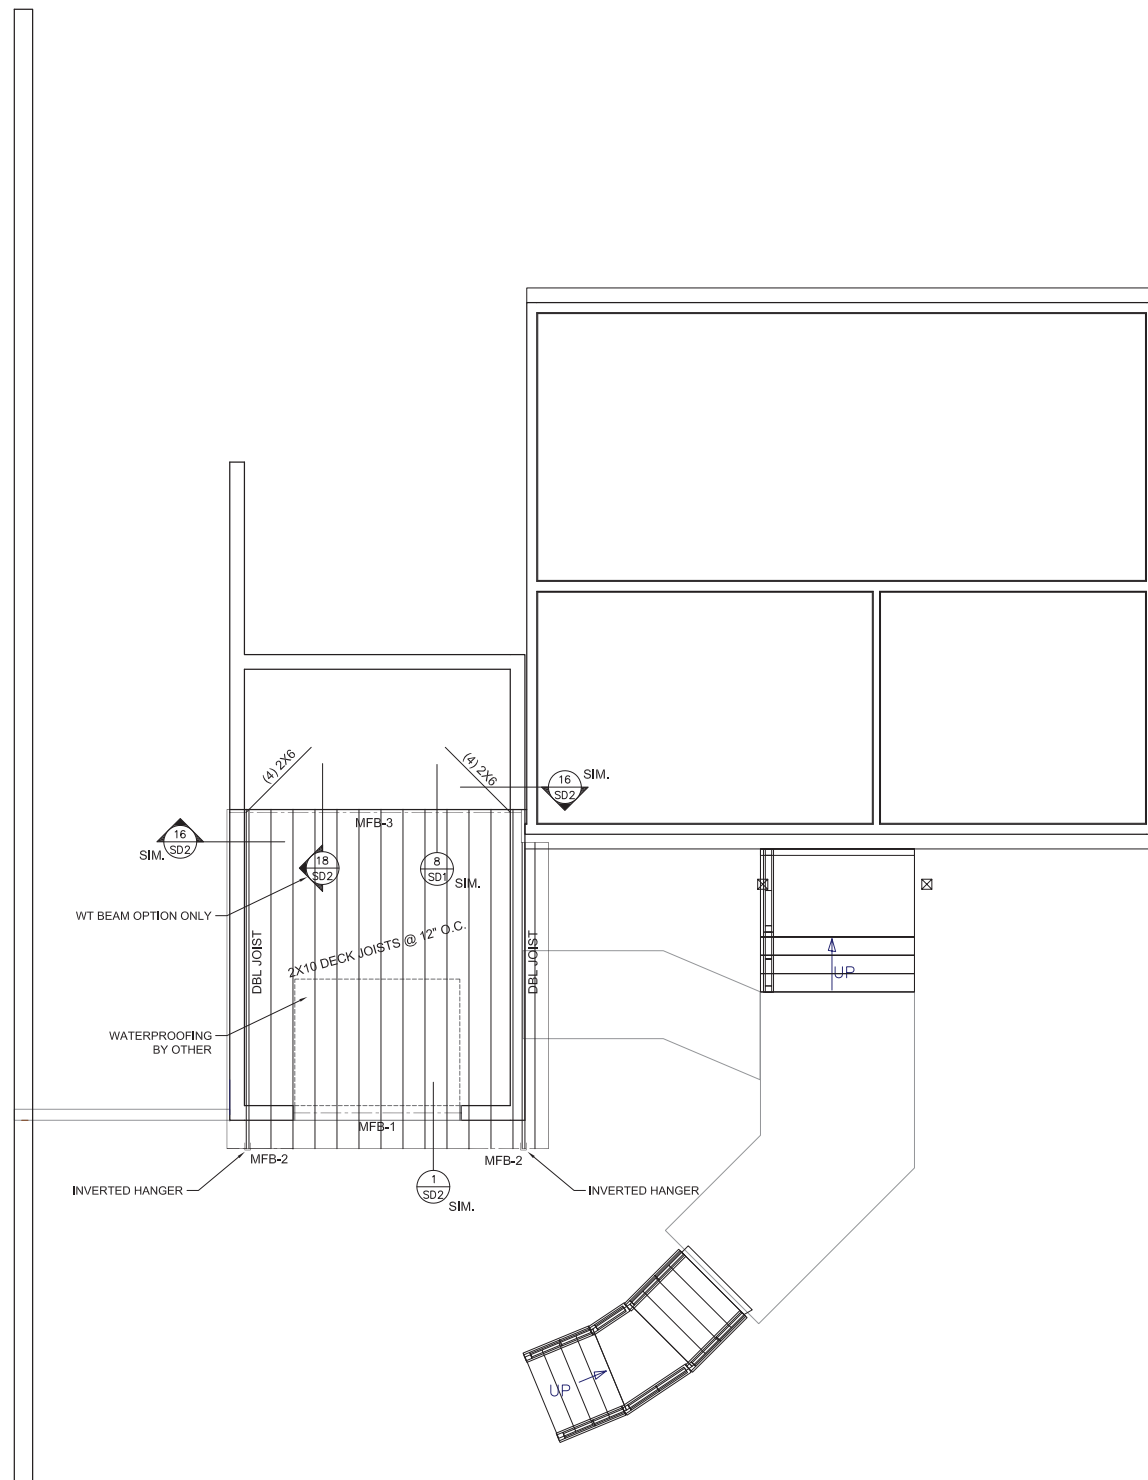 (4) 2X6
(4) 2X6
16
SD2
SIM.
MFB-3
16
SD2
SIM.
18
SD2
8
SD1
SIM.
WT BEAM OPTION ONLY
2X10 DECK JOISTS @ 12" O.C.
DBL JOIST
DBL JOIST
UP
WATERPROOFING
BY OTHER
MFB-1
MFB-2
MFB-2
INVERTED HANGER
INVERTED HANGER
1
SD2
SIM.
UP